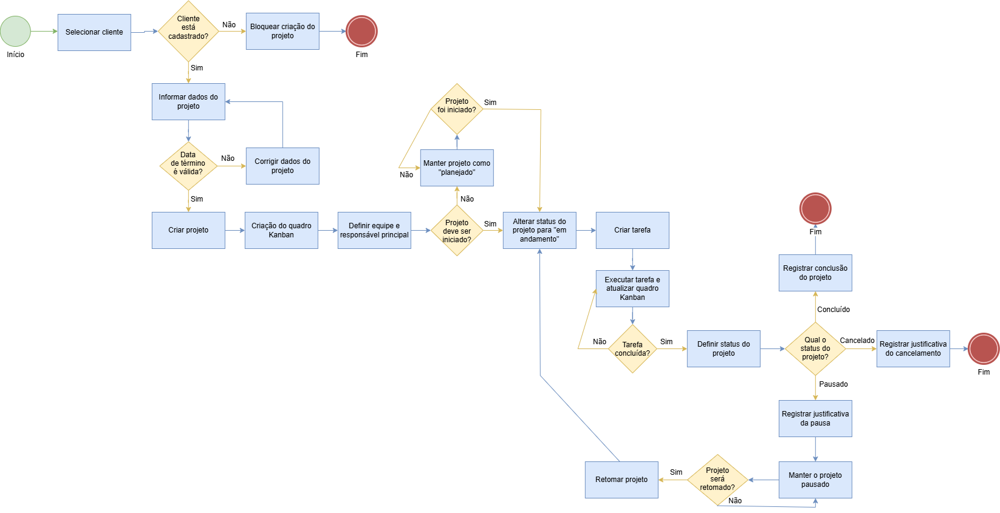 Início
Selecionar cliente
Cliente
está
cadastrado?
Não
Bloquear criação do
projeto
Fim
Sim
Informar dados do
projeto
Data
de término
é válida?
Não
Corrigir dados do
projeto
Sim
Criar projeto
Criação do quadro
Kanban
Definir equipe e
responsável principal
Projeto
deve ser
iniciado?
Não
Manter projeto como
"planejado"
Projeto
foi iniciado?
Não
Sim
Sim
Alterar status do
projeto para "em
andamento"
Criar tarefa
Executar tarefa e
atualizar quadro
Kanban
Tarefa
concluída?
Não
Sim
Definir status do
projeto
Qual o
status do
projeto?
Concluído
Registrar conclusão
do projeto
Fim
Cancelado
Registrar justificativa
do cancelamento
Fim
Pausado
Registrar justificativa
da pausa
Manter o projeto
pausado
Projeto
será
retomado?
Não
Sim
Retomar projeto